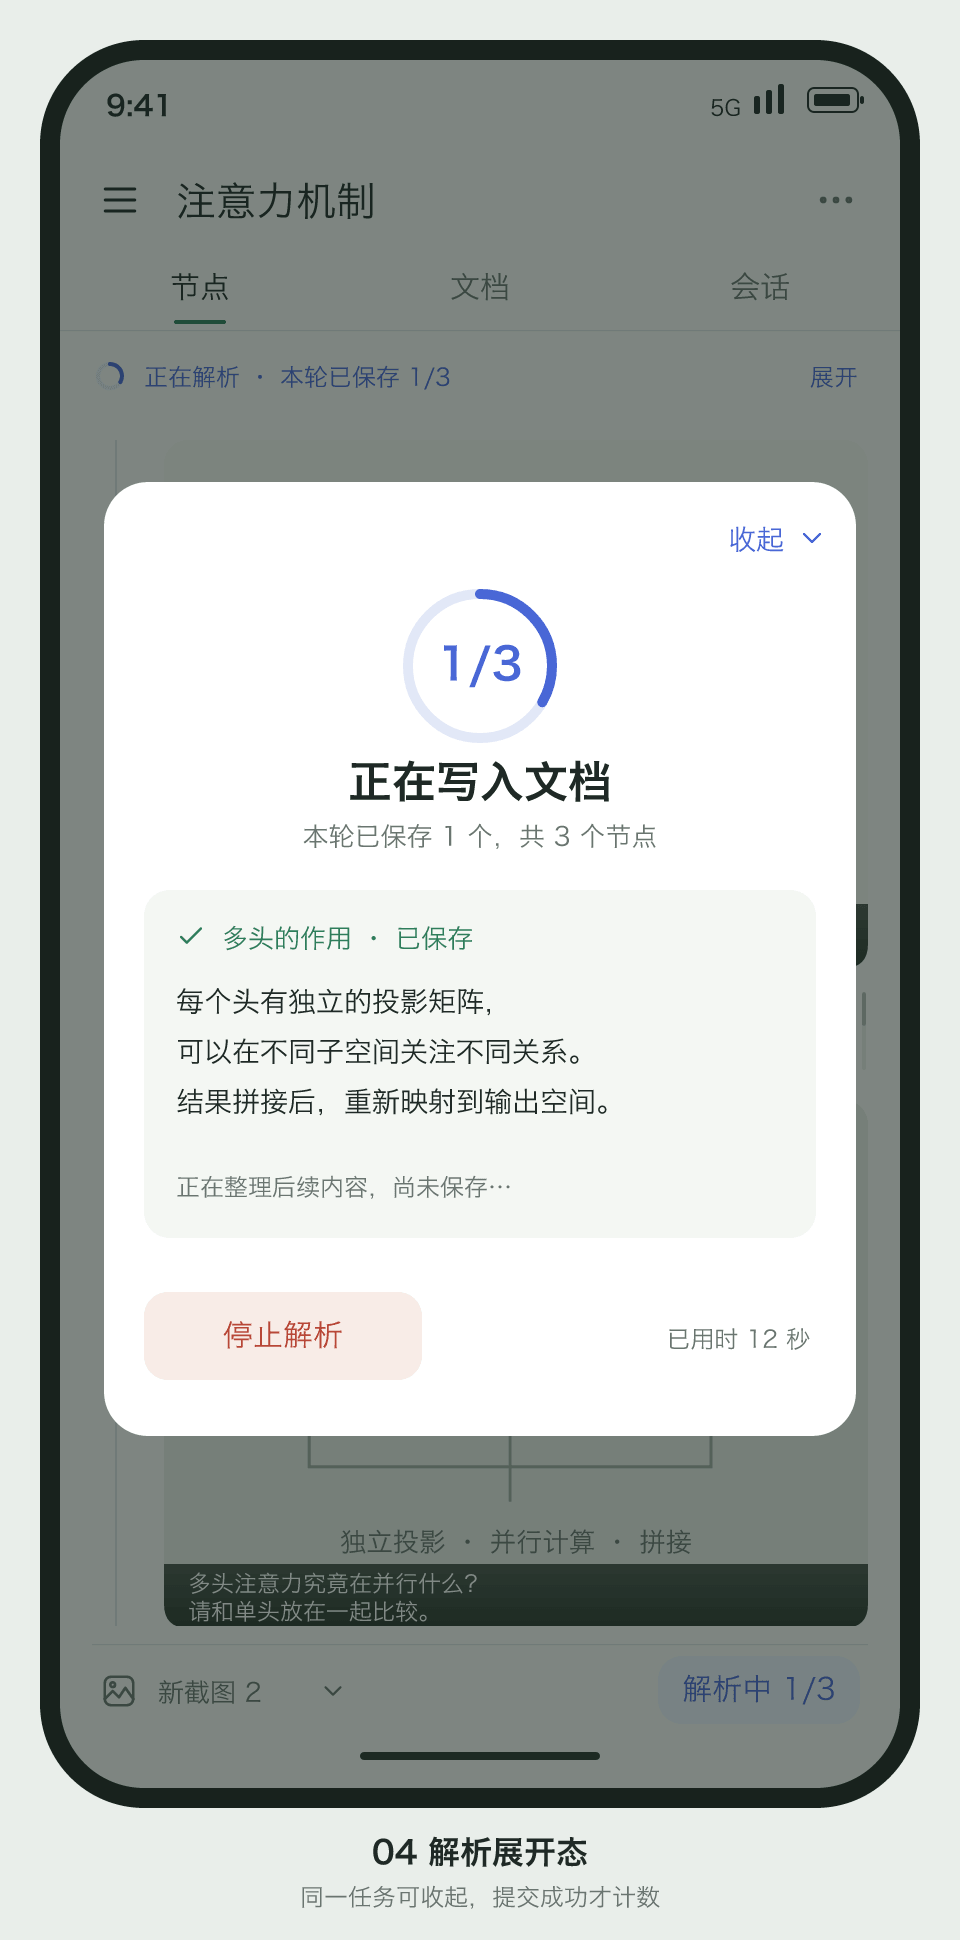 9:41
5G
注意力机制
节点
文档
会话
正在解析 · 本轮已保存 1/3
展开
收起
1/3
正在写入文档
本轮已保存 1 个，共 3 个节点
多头的作用 · 已保存
每个头有独立的投影矩阵，
可以在不同子空间关注不同关系。
结果拼接后，重新映射到输出空间。
正在整理后续内容，尚未保存…
停止解析
已用时 12 秒
独立投影 · 并行计算 · 拼接
多头注意力究竟在并行什么？
请和单头放在一起比较。
新截图 2
解析中 1/3
04 解析展开态
同一任务可收起，提交成功才计数